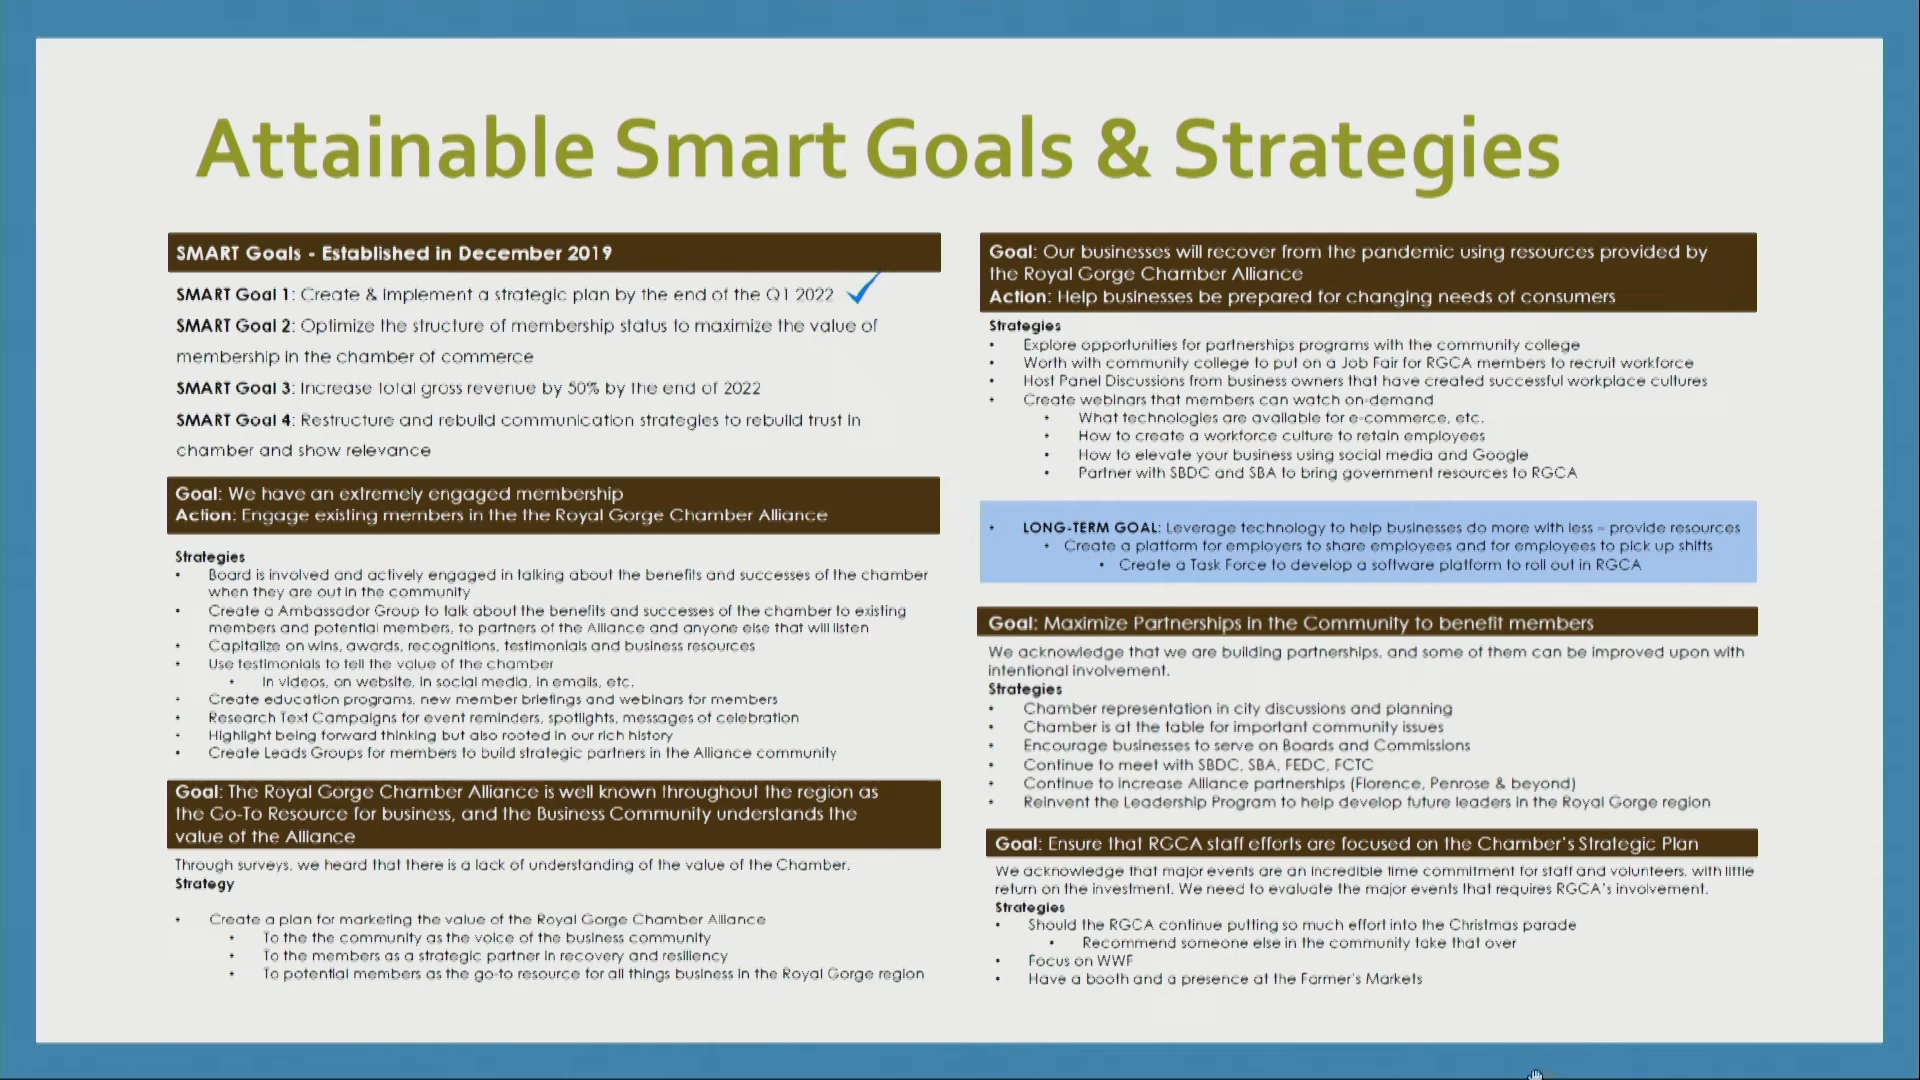 Attainable Smart Goals & Strategies
SMART Goals - Established in December 2019
SMART Goal 1: Create & Implement a strategic plan by the end of the Q1 2022
SMART Goal 2: Optimize the structure of membership status to maximize the value of
membership in the chamber of commerce
SMART Goal 3: Increase total gross revenue by 50% by the end of 2022
SMART Goal 4: Restructure and rebuild communication strategies to rebuild trust in
chamber and show relevance
Goal: We have an extremely engaged membership
Action: Engage existing members in the the Royal Gorge Chamber Alliance
Strategies
• Board is involved and actively engaged in talking about the benefits and successes of the chamber
when they are out in the community
• Create a Ambassador Group to talk about the benefits and successes of the chamber to existing
members and potential members, to partners of the Alliance and anyone else that will listen
• Capitalize on wins, awards, recognitions, testimonials and business resources
• Use testimonials to tell the value of the chamber
• In videos, on website, in social media, in emails, etc.
• Create education programs, new member briefings and webinars for members
• Research Text Campaigns for event reminders, spotlights, messages of celebration
• Highlight being forward thinking but also rooted in our rich history
• Create Leads Groups for members to build strategic partners in the Alliance community
Goal: The Royal Gorge Chamber Alliance is well known throughout the region as
the Go-To Resource for business, and the Business Community understands the
value of the Alliance
Through surveys, we heard that there is a lack of understanding of the value of the Chamber.
Strategy
• Create a plan for marketing the value of the Royal Gorge Chamber Alliance
• To the the community as the voice of the business community
• To the members as a strategic partner in recovery and resiliency
• To potential members as the go-to resource for all things business in the Royal Gorge region
Goal: Our businesses will recover from the pandemic using resources provided by
the Royal Gorge Chamber Alliance
Action: Help businesses be prepared for changing needs of consumers
Strategies
• Explore opportunities for partnerships programs with the community college
• Worth with community college to put on a Job Fair for RGCA members to recruit workforce
• Host Panel Discussions from business owners that have created successful workplace cultures
• Create webinars that members can watch on-demand
• What technologies are available for e-commerce, etc.
• How to create a workforce culture to retain employees
• How to elevate your business using social media and Google
• Partner with SBDC and SBA to bring government resources to RGCA
• LONG-TERM GOAL: Leverage technology to help businesses do more with less – provide resources
• Create a platform for employers to share employees and for employees to pick up shifts
• Create a Task Force to develop a software platform to roll out in RGCA
Goal: Maximize Partnerships in the Community to benefit members
We acknowledge that we are building partnerships, and some of them can be improved upon with
intentional involvement.
Strategies
• Chamber representation in city discussions and planning
• Chamber is at the table for important community issues
• Encourage businesses to serve on Boards and Commissions
• Continue to meet with SBDC, SBA, FEDC, FCTC
• Continue to increase Alliance partnerships (Florence, Penrose & beyond)
• Reinvent the Leadership Program to help develop future leaders in the Royal Gorge region
Goal: Ensure that RGCA staff efforts are focused on the Chamber's Strategic Plan
We acknowledge that major events are an incredible time commitment for staff and volunteers, with little
return on the investment. We need to evaluate the major events that requires RGCA's involvement.
Strategies
• Should the RGCA continue putting so much effort into the Christmas parade
• Recommend someone else in the community take that over
• Focus on WWF
• Have a booth and a presence at the Farmer's Markets